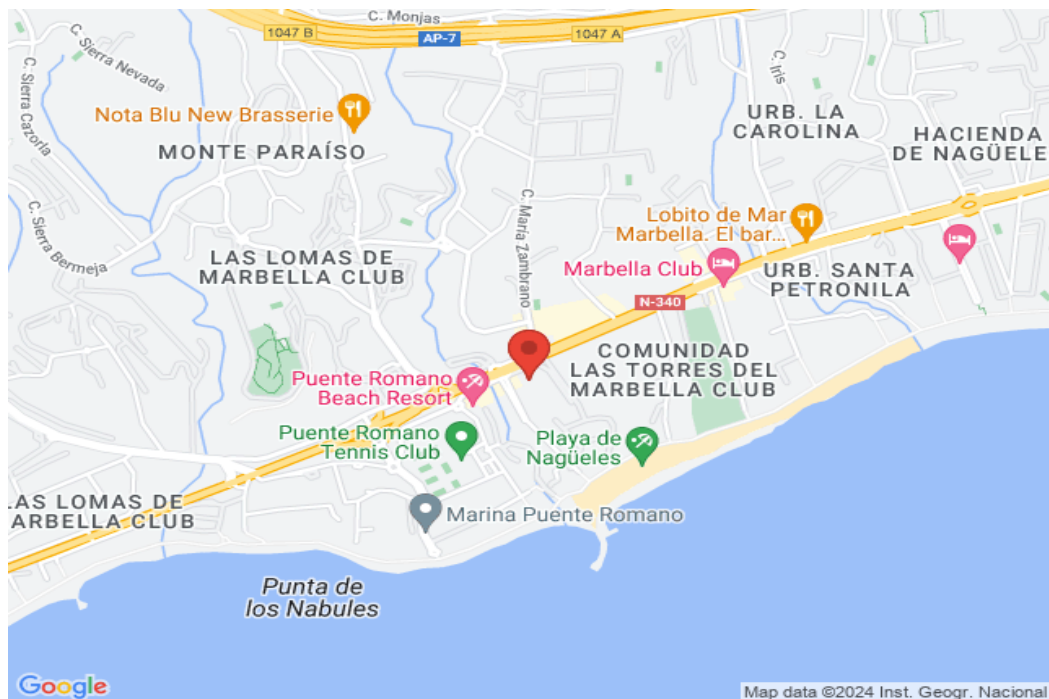 C. Monjas
1047 B
AP-7
1047 A
C. Sierra Nevada
C. Sierra Cazorla
C. Iris
Nota Blu New Brasserie
MONTE PARAÍSO
URB. LA
CAROLINA
HACIENDA
DE NAGÜELE
C. María Zambrano
C. Sierra Bermeja
Lobito de Mar
Marbella. El bar...
LAS LOMAS DE
MARBELLA CLUB
Marbella Club
URB. SANTA
PETRONILA
N-340
COMUNIDAD
LAS TORRES DEL
MARBELLA CLUB
Puente Romano
Beach Resort
Puente Romano
Tennis Club
Playa de
Nagüeles
LAS LOMAS DE
ARBELLA CLUB
Marina Puente Romano
Punta de
los Nabules
Google
Map data ©2024 Inst. Geogr. Nacional